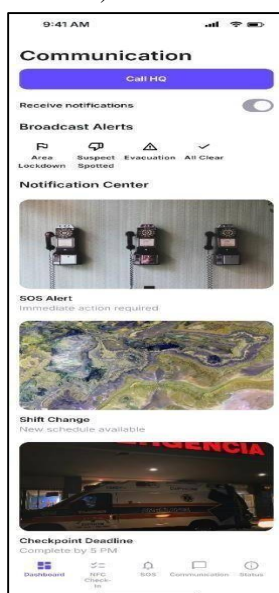 9:41 AM
Communication
Call HQ
Receive notifications
Broadcast Alerts
Area Lockdown
Suspect Spotted
Evacuation
All Clear
Notification Center
SOS Alert
Immediate action required
Shift Change
New schedule available
ERGENCIA
Checkpoint Deadline
Complete by 5 PM
Dashboard
NFC Check-in
SOS
Communication
Status